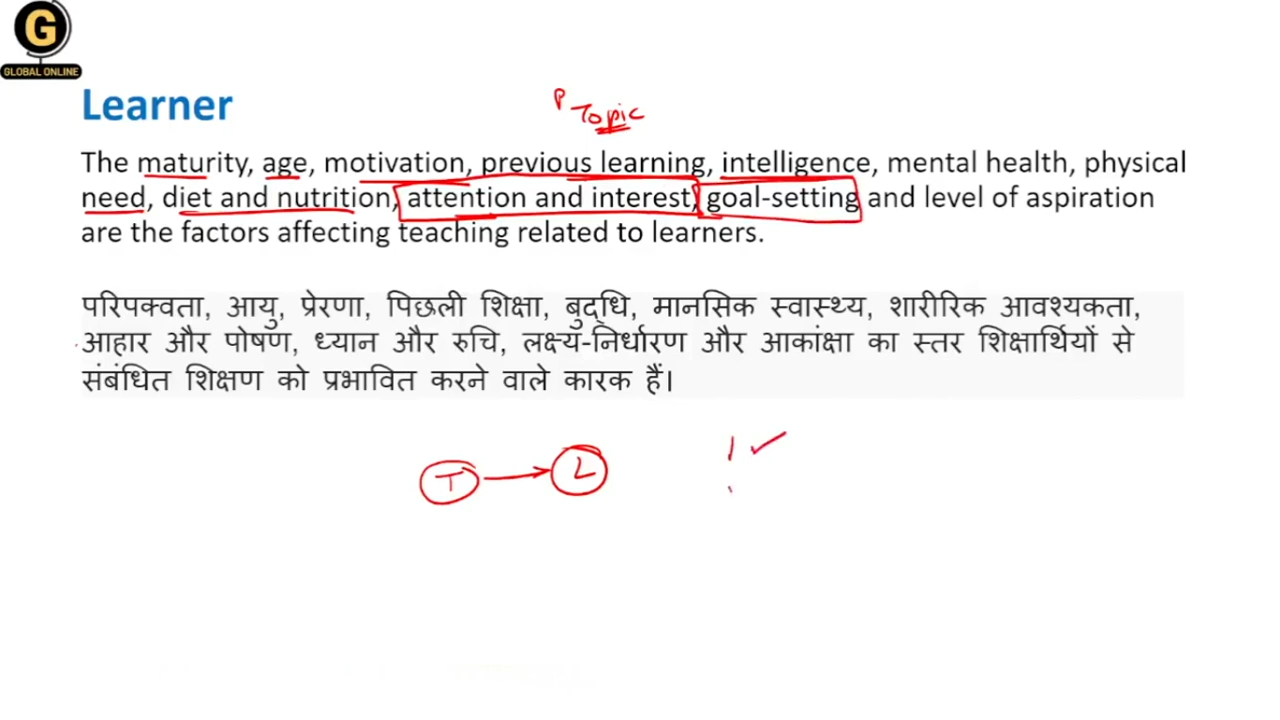 G
GLOBAL ONLINE
Learner
P Topic
The maturity, age, motivation, previous learning, intelligence, mental health, physical
need, diet and nutrition, attention and interest, goal-setting and level of aspiration
are the factors affecting teaching related to learners.
परिपक्वता, आयु, प्रेरणा, पिछली शिक्षा, बुद्धि, मानसिक स्वास्थ्य, शारीरिक आवश्यकता,
आहार और पोषण, ध्यान और रुचि, लक्ष्य-निर्धारण और आकांक्षा का स्तर शिक्षार्थियों से
संबंधित शिक्षण को प्रभावित करने वाले कारक हैं।
T → L